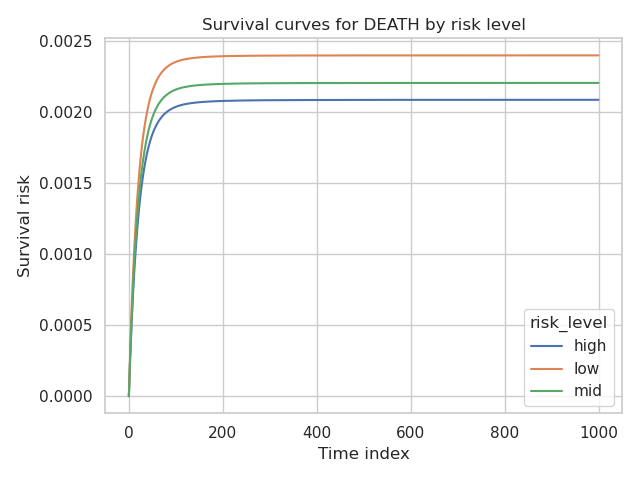 Survival curves for DEATH by risk level
Survival risk
0.0025
0.0020
0.0015
0.0010
0.0005
0.0000
risk_level
high
low
mid
0 200 400 600 800 1000
Time index